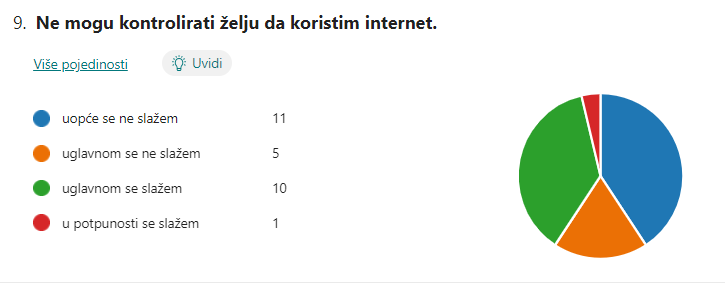 9. Ne mogu kontrolirati želju da koristim internet.
Više pojedinosti Uvidi
uopće se ne slažem 11
uglavnom se ne slažem 5
uglavnom se slažem 10
u potpunosti se slažem 1